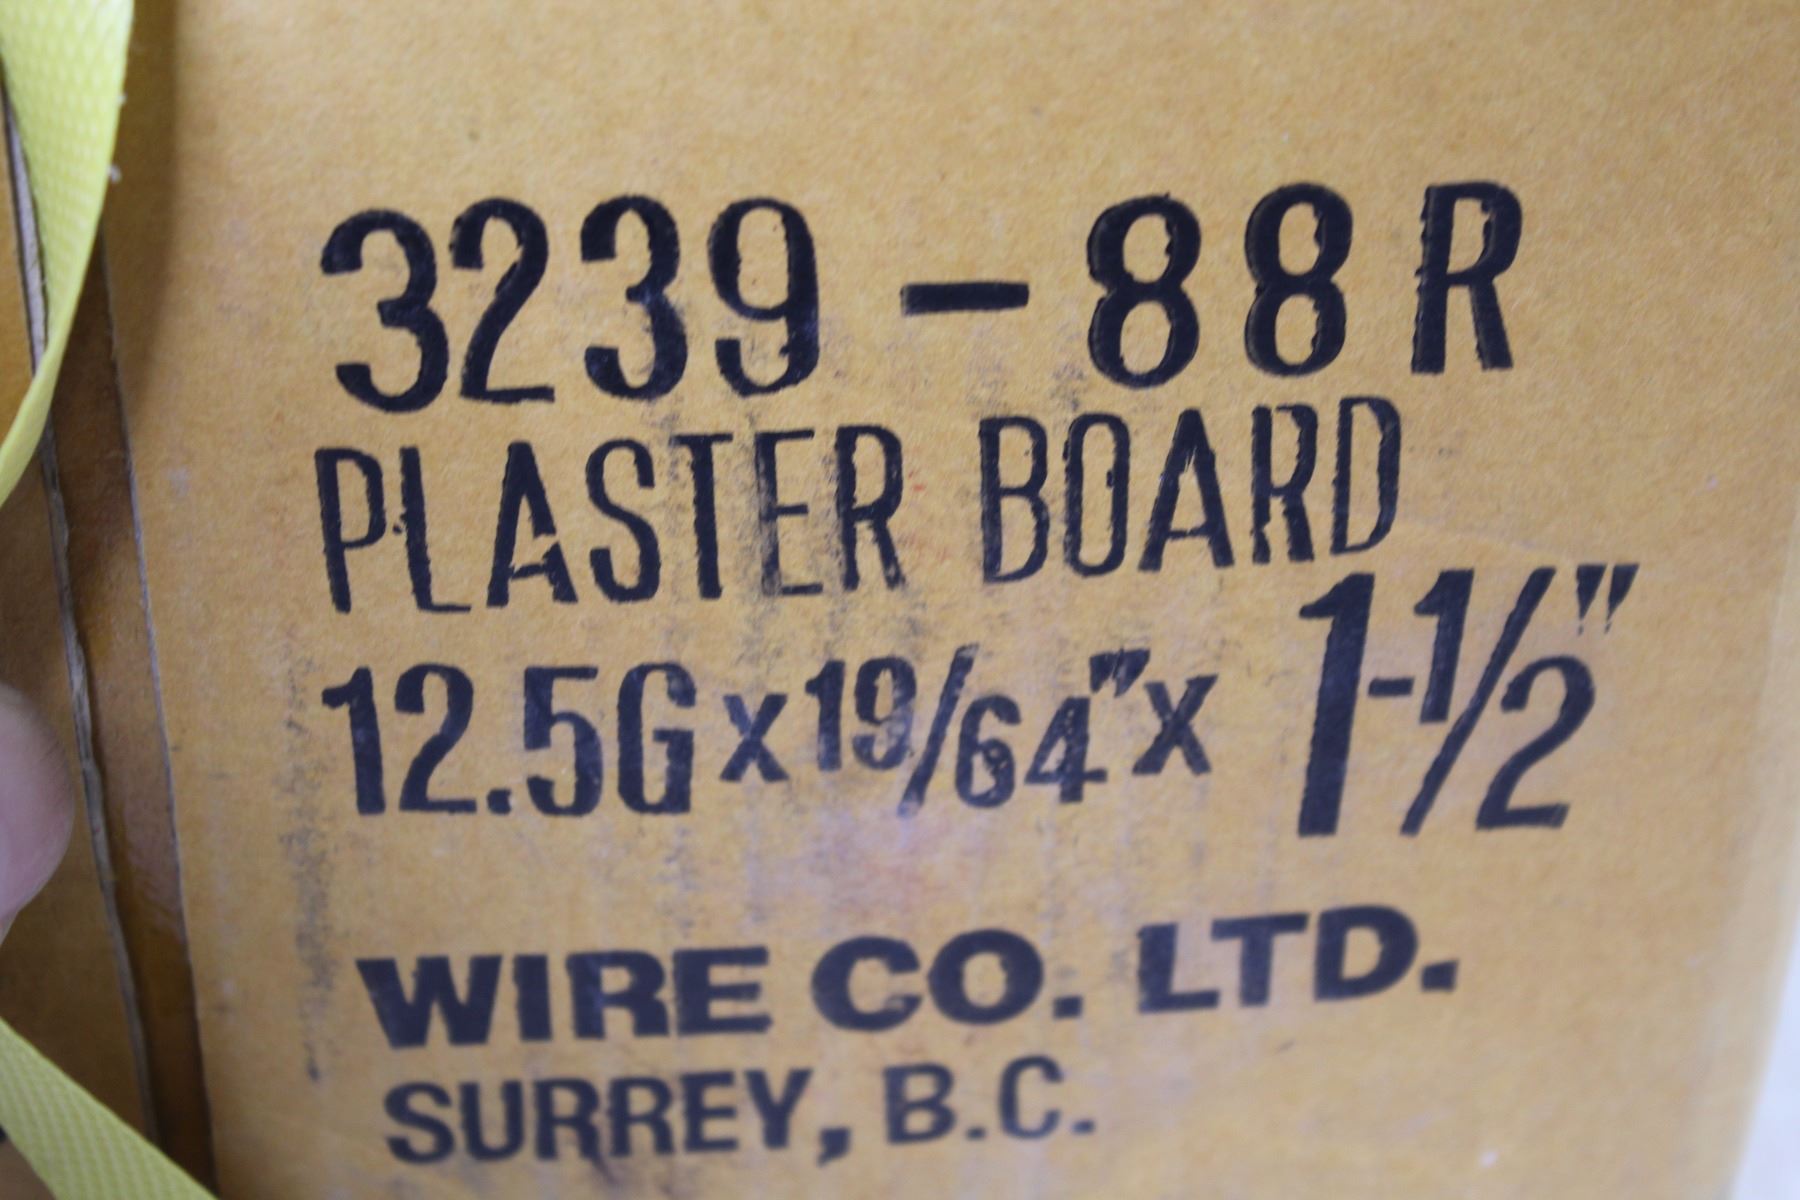 3239-88R
PLASTER BOARD
12.5G x 19/64" x 1-1/2"
WIRE CO. LTD.
SURREY, B.C.